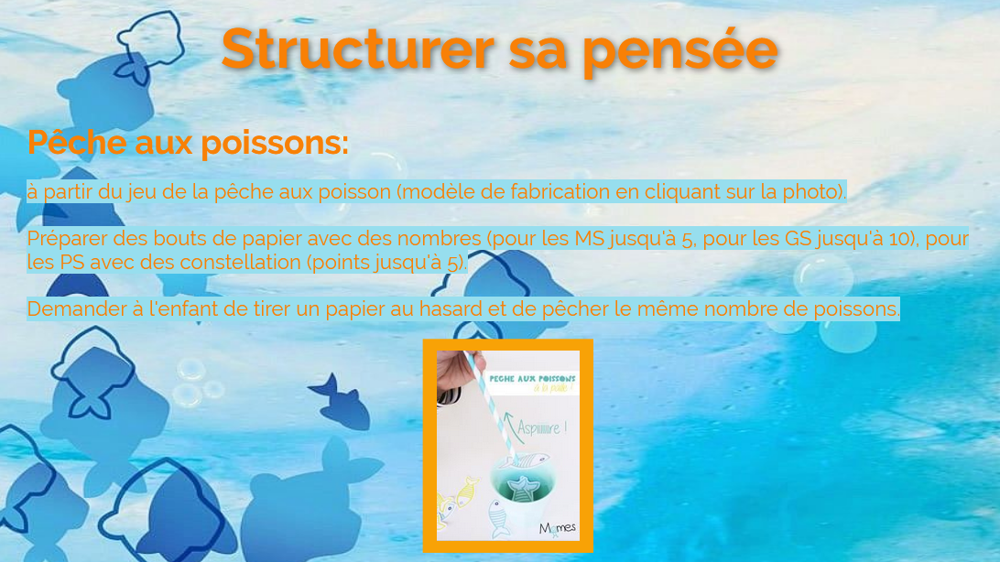 Structurer sa pensée
Pêche aux poissons:
à partir du jeu de la pêche aux poisson (modèle de fabrication en cliquant sur la photo).
Préparer des bouts de papier avec des nombres (pour les MS jusqu'à 5, pour les GS jusqu'à 10), pour
les PS avec des constellation (points jusqu'à 5).
Demander à l'enfant de tirer un papier au hasard et de pêcher le même nombre de poissons.
PECHE AUX POISSONS
à la paille !
Aspiiiiiire !
Momes